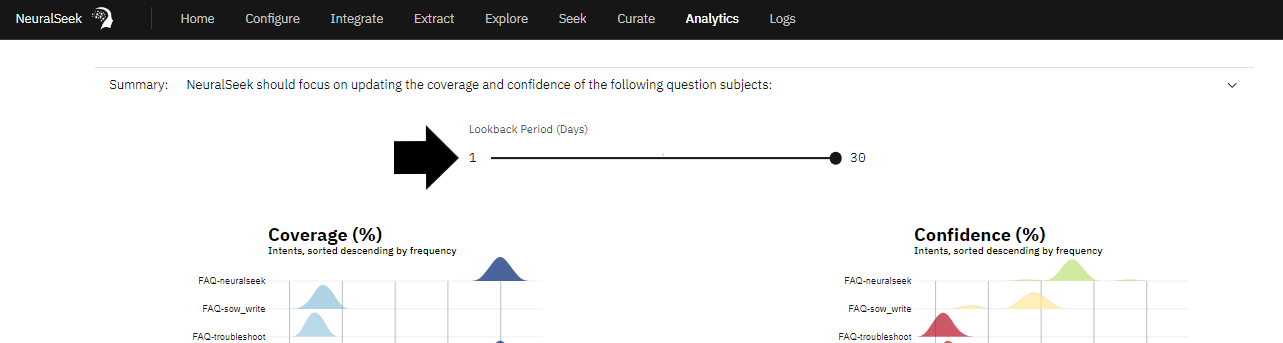 NeuralSeek Home Configure Integrate Extract Explore Seek Curate Analytics Logs
Summary: NeuralSeek should focus on updating the coverage and confidence of the following question subjects:
Lookback Period (Days)
1 30
Coverage (%)
Intents, sorted descending by frequency
FAQ-neuralseek
FAQ-sow_write
FAQ-troubleshoot
Confidence (%)
Intents, sorted descending by frequency
FAQ-neuralseek
FAQ-sow_write
FAQ-troubleshoot